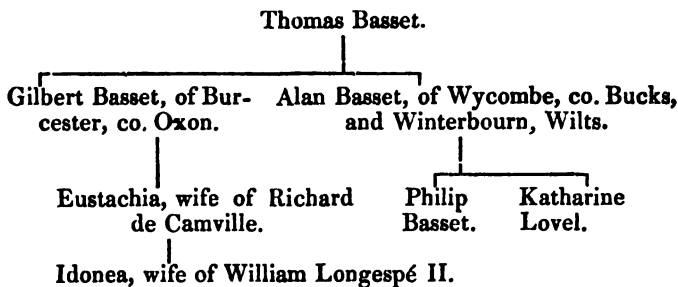 Thomas Basset.
Gilbert Basset, of Bur-
cester, co. Oxon.
Alan Basset, of Wycombe, co. Bucks,
and Winterbourn, Wilts.
Eustachia, wife of Richard
de Camville.
Philip
Basset.
Katharine
Lovel.
Idonea, wife of William Longespé II.